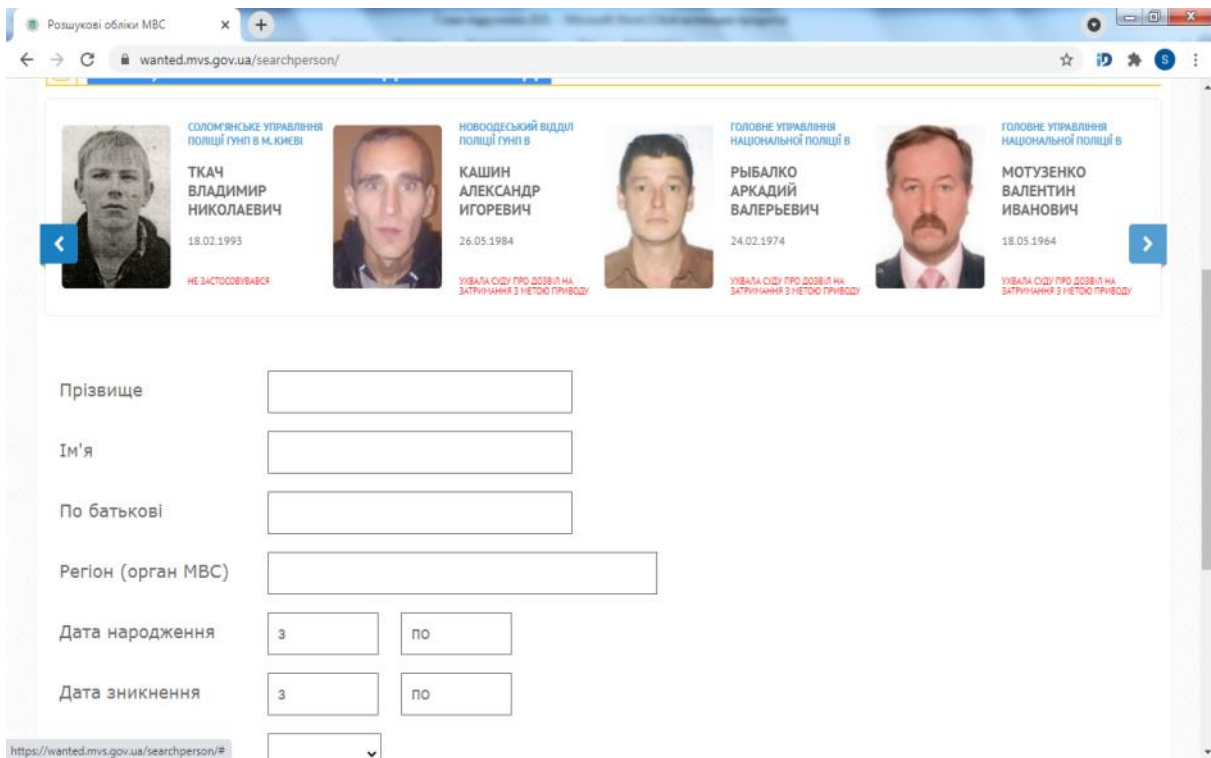 Розшукові обліки МВС
wanted.mvs.gov.ua/searchperson/
СОЛОМ'ЯНСЬКЕ УПРАВЛІННЯ
ПОЛІЦІЇ ГУНП В М. КИЄВІ
ТКАЧ
ВЛАДИМИР
НИКОЛАЕВИЧ
18.02.1993
НЕ ЗАСТОСОВУВАВСЯ
НОВООДЕСЬКИЙ ВІДДІЛ
ПОЛІЦІЇ ГУНП В
КАШИН
АЛЕКСАНДР
ИГОРЕВИЧ
26.05.1984
УХВАЛА СУДУ ПРО ДОЗВІЛ НА
ЗАТРИМАННЯ З МЕТОЮ ПРИВОДУ
ГОЛОВНЕ УПРАВЛІННЯ
НАЦІОНАЛЬНОЇ ПОЛІЦІЇ В
РЫБАЛКО
АРКАДИЙ
ВАЛЕРЬЕВИЧ
24.02.1974
УХВАЛА СУДУ ПРО ДОЗВІЛ НА
ЗАТРИМАННЯ З МЕТОЮ ПРИВОДУ
ГОЛОВНЕ УПРАВЛІННЯ
НАЦІОНАЛЬНОЇ ПОЛІЦІЇ В
МОТУЗЕНКО
ВАЛЕНТИН
ИВАНОВИЧ
18.05.1964
УХВАЛА СУДУ ПРО ДОЗВІЛ НА
ЗАТРИМАННЯ З МЕТОЮ ПРИВОДУ
Прізвище
Ім'я
По батькові
Регіон (орган МВС)
Дата народження з по
Дата зникнення з по
https://wanted.mvs.gov.ua/searchperson/#